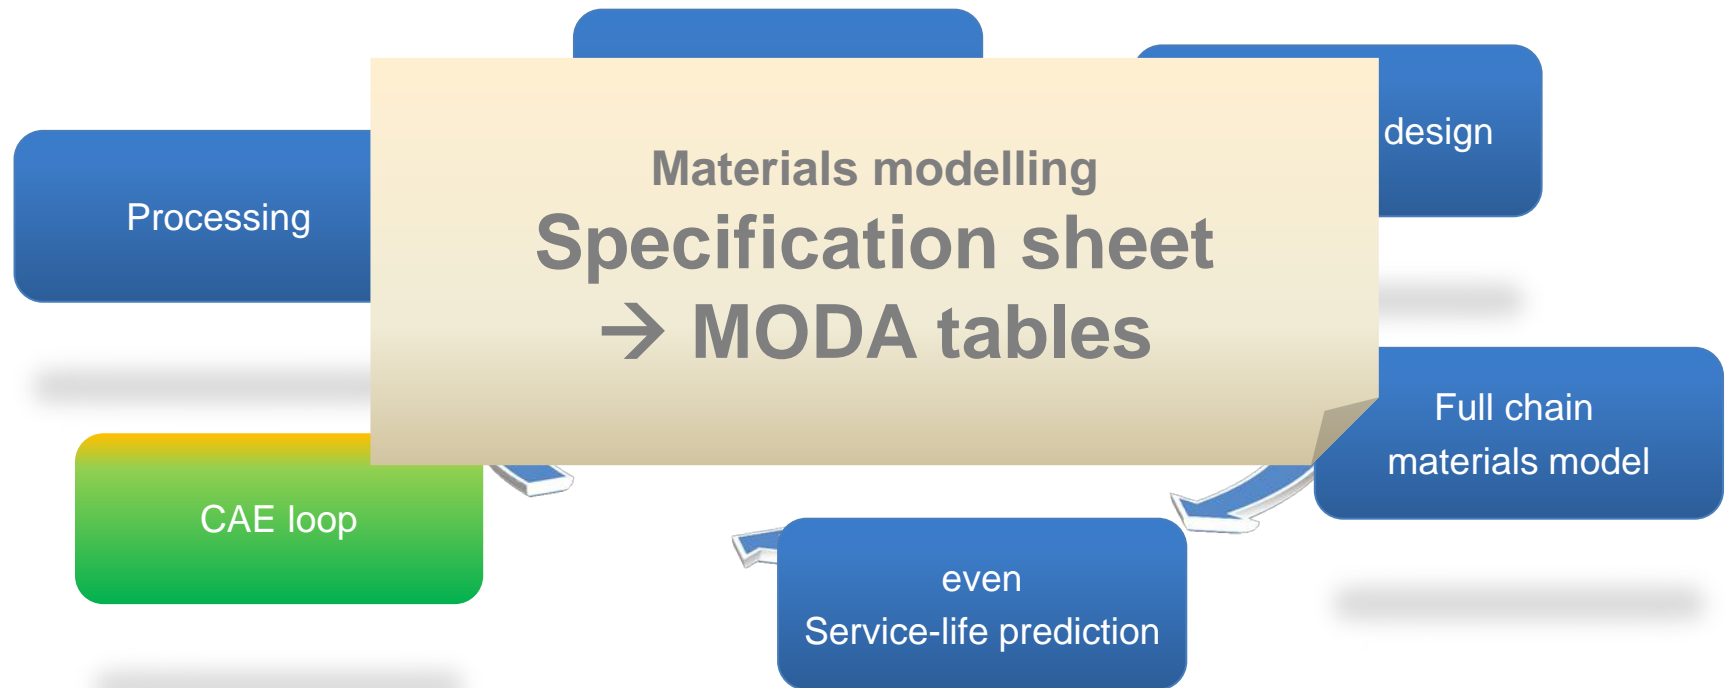 design
Materials modelling
Specification sheet
→ MODA tables
Processing
Full chain
materials model
CAE loop
even
Service-life prediction